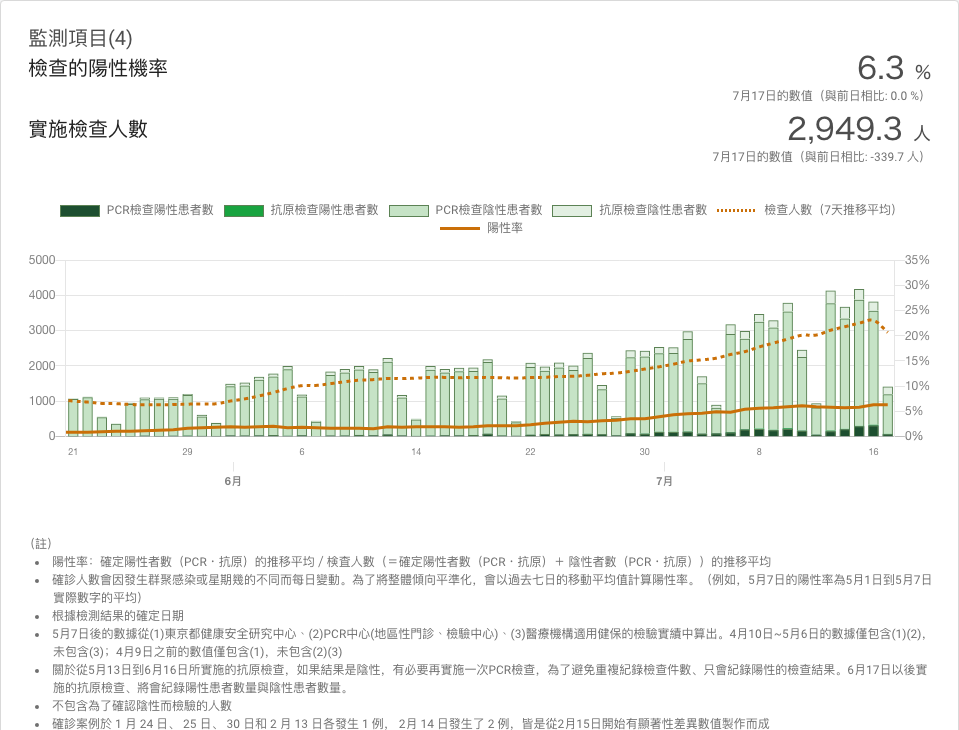 監測項目(4)
檢查的陽性機率
6.3 %
7月17日的數值（與前日相比: 0.0 %）
實施檢查人數
2,949.3 人
7月17日的數值（與前日相比: -339.7 人）
PCR檢查陽性患者數 抗原檢查陽性患者數 PCR檢查陰性患者數 抗原檢查陰性患者數 檢查人數（7天推移平均）
陽性率
5000 35%
30%
4000
25%
3000
20%
2000
15%
10%
1000
5%
0 0%
21 29 6 14 22 30 8 16
6月 7月
（註）
陽性率：確定陽性者數（PCR・抗原）的推移平均 / 検査人數（＝確定陽性者數（PCR・抗原）＋ 陰性者數（PCR・抗原））的推移平均
確診人數會因發生群聚感染或星期幾的不同而每日變動。為了將整體傾向平準化，會以過去七日的移動平均值計算陽性率。（例如，5月7日的陽性率為5月1日到5月7日
實際數字的平均）
根據檢測結果的確定日期
5月7日後的數據從(1)東京都健康安全研究中心、(2)PCR中心(地區性門診、檢驗中心)、(3)醫療機構適用健保的檢驗實績中算出。4月10日~5月6日的數據僅包含(1)(2)，
未包含(3)；4月9日之前的數值僅包含(1)，未包含(2)(3)
關於從5月13日到6月16日所實施的抗原檢查，如果結果是陰性，有必要再實施一次PCR檢查，為了避免重複紀錄檢查件數、只會紀錄陽性的檢查結果。6月17日以後實
施的抗原檢查、將會紀錄陽性患者數量與陰性患者數量。
不包含為了確認陰性而檢驗的人數
確診案例於 1 月 24 日、 25 日、 30 日和 2 月 13 日各發生 1 例， 2月 14 日發生了 2 例，皆是從2月15日開始有顯著性差異數值製作而成